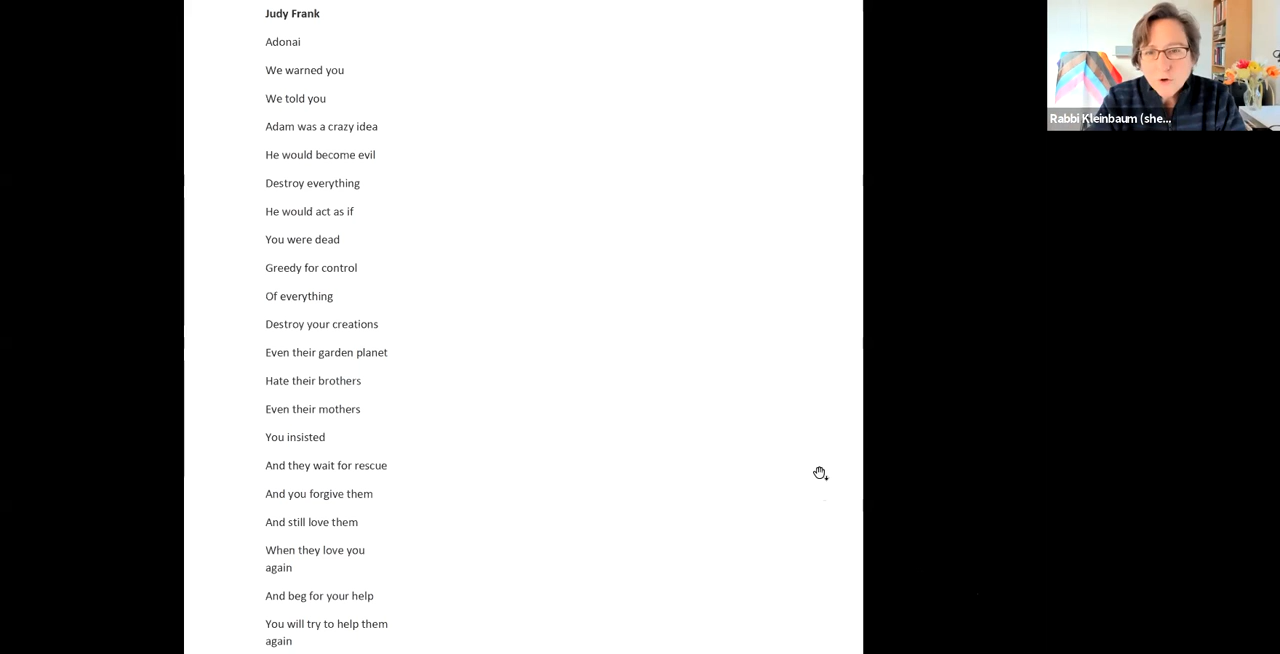 Judy Frank
Adonai
We warned you
We told you
Adam was a crazy idea
He would become evil
Destroy everything
He would act as if
You were dead
Greedy for control
Of everything
Destroy your creations
Even their garden planet
Hate their brothers
Even their mothers
You insisted
And they wait for rescue
And you forgive them
And still love them
When they love you
again
And beg for your help
You will try to help them
again
Rabbi Kleinbaum (she...